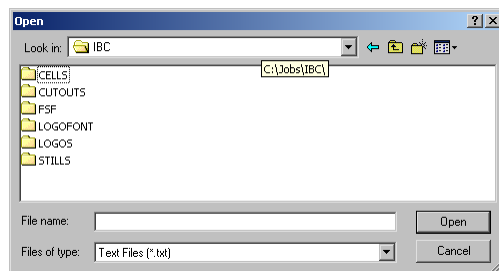 Open
Look in: IBC
C:\Jobs\IBC\
CELLS
CUTOUTS
FSF
LOGOFONT
LOGOS
STILLS
File name: Open
Files of type: Text Files (*.txt) Cancel